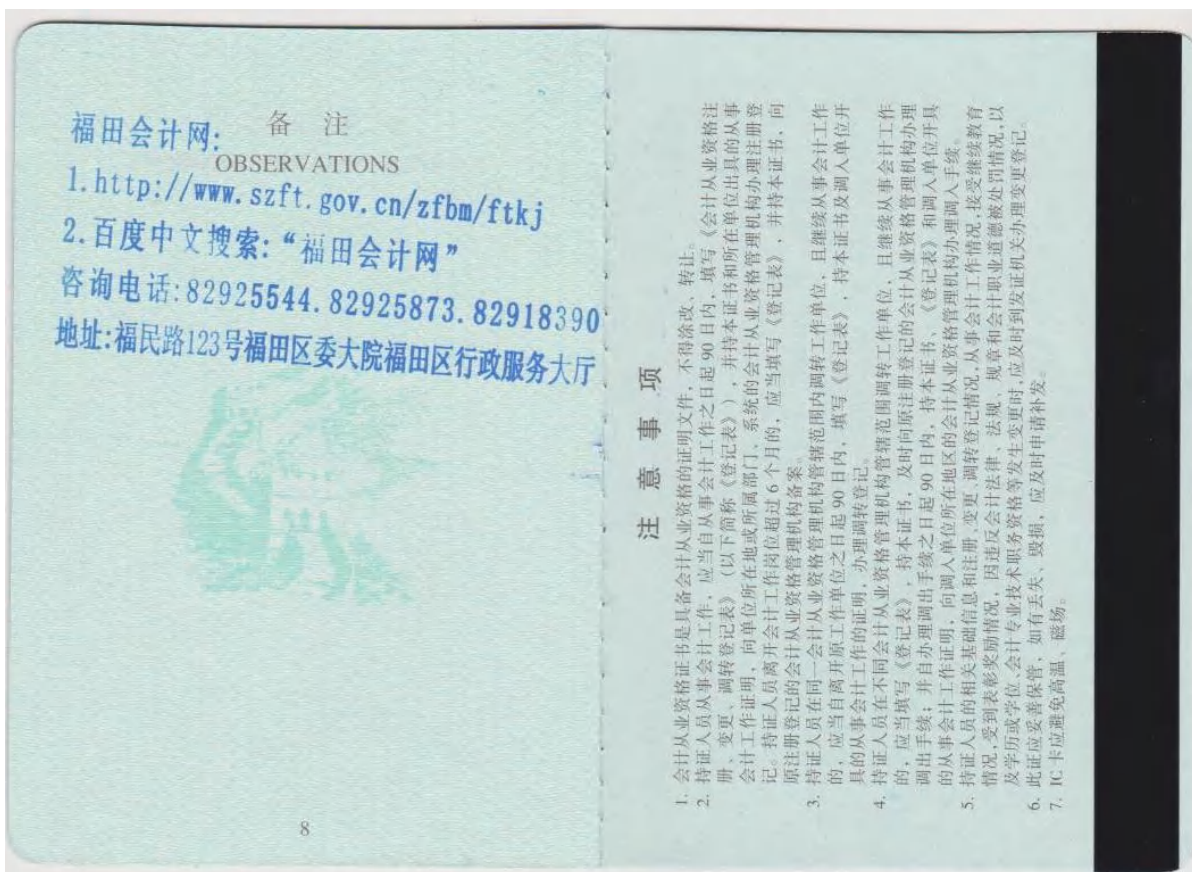 备 注
OBSERVATIONS
福田会计网:
1.http://www.szft.gov.cn/zfbm/ftkj
2.百度中文搜索:“福田会计网”
咨询电话:82925544.82925873.82918390
地址:福民路123号福田区委大院福田区行政服务大厅
8
注 意 事 项
1. 会计从业资格证书是具备会计从业资格的证明文件，不得涂改、转让。
2. 持证人员从事会计工作，应当自从事会计工作之日起 90 日内，填写《会计从业资格注
册、变更、调转登记表》（以下简称《登记表》），并持本证书和所在单位出具的从事
会计工作证明，向单位所在地或所属部门、系统的会计从业资格管理机构办理注册登
记。持证人员离开会计工作岗位超过 6 个月的，应当填写《登记表》，并持本证书，向
原注册登记的会计从业资格管理机构备案。
3. 持证人员在同一会计从业资格管理机构管辖范围内调转工作单位，且继续从事会计工作
的，应当自离开原工作单位之日起 90 日内，填写《登记表》，持本证书及调入单位开
具的从事会计工作的证明，办理调转登记。
4. 持证人员在不同会计从业资格管理机构管辖范围调转工作单位，且继续从事会计工作
的，应当填写《登记表》，持本证书，及时向原注册登记的会计从业资格管理机构办理
调出手续；并自办理调出手续之日起 90 日内，持本证书、《登记表》和调入单位开具
的从事会计工作证明，向调入单位所在地区的会计从业资格管理机构办理调入手续。
5. 持证人员的相关基础信息和注册、变更、调转登记情况,从事会计工作情况,接受继续教育
情况,受到表彰奖励情况，因违反会计法律、法规、规章和会计职业道德被处罚情况,以
及学历或学位、会计专业技术职务资格等发生变更时,应及时到发证机关办理变更登记。
6. 此证应妥善保管，如有丢失、毁损，应及时申请补发。
7. IC 卡应避免高温、磁场。